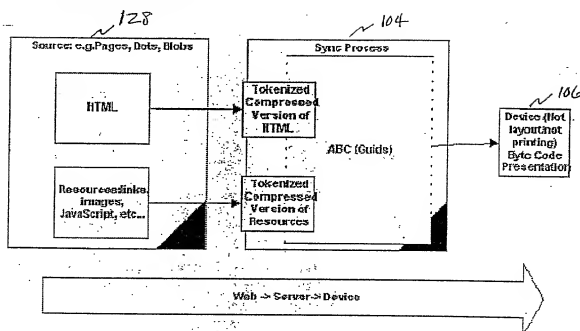 128
104
Source: e.g.Pages, Dots, Blobs
Sync Process
HTML
Tokenized
Compressed
Version of
HTML
106
Device (Not
layout/not
printing)
Byte Code
Presentation
ABC (Guids)
Resources:links,
images,
JavaScript, etc...
Tokenized
Compressed
Version of
Resources
Web -> Server-> Device